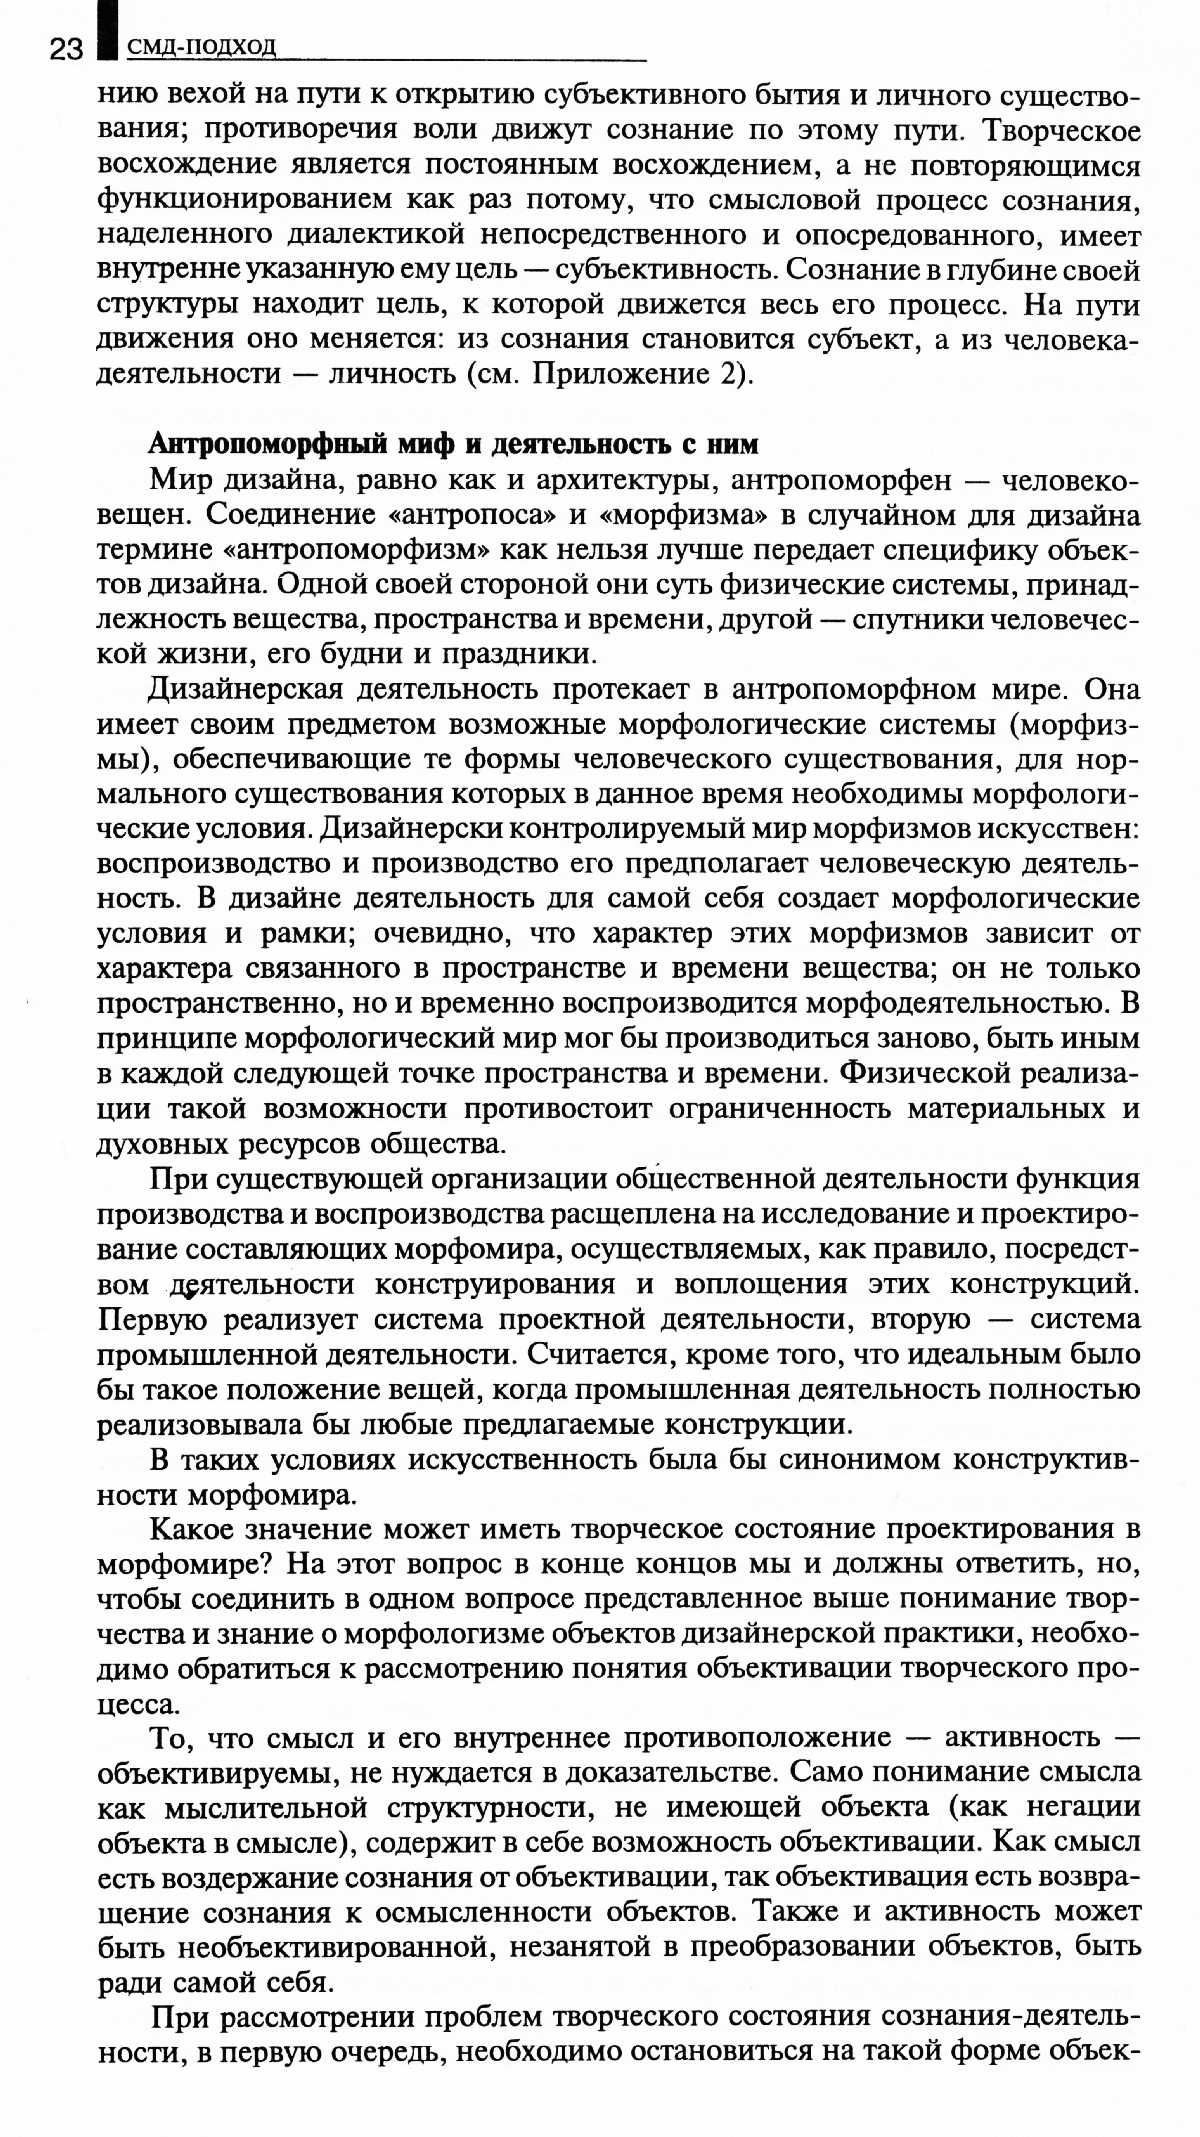 23 СМД-ПОДХОД
нию вехой на пути к открытию субъективного бытия и личного существо-
вания; противоречия воли движут сознание по этому пути. Творческое
восхождение является постоянным восхождением, а не повторяющимся
функционированием как раз потому, что смысловой процесс сознания,
наделенного диалектикой непосредственного и опосредованного, имеет
внутренне указанную ему цель — субъективность. Сознание в глубине своей
структуры находит цель, к которой движется весь его процесс. На пути
движения оно меняется: из сознания становится субъект, а из человека-
деятельности — личность (см. Приложение 2).
Антропоморфный миф и деятельность с ним
Мир дизайна, равно как и архитектуры, антропоморфен — человеко-
вещен. Соединение «антропоса» и «морфизма» в случайном для дизайна
термине «антропоморфизм» как нельзя лучше передает специфику объек-
тов дизайна. Одной своей стороной они суть физические системы, принад-
лежность вещества, пространства и времени, другой — спутники человечес-
кой жизни, его будни и праздники.
Дизайнерская деятельность протекает в антропоморфном мире. Она
имеет своим предметом возможные морфологические системы (морфиз-
мы), обеспечивающие те формы человеческого существования, для нор-
мального существования которых в данное время необходимы морфологи-
ческие условия. Дизайнерски контролируемый мир морфизмов искусствен:
воспроизводство и производство его предполагает человеческую деятель-
ность. В дизайне деятельность для самой себя создает морфологические
условия и рамки; очевидно, что характер этих морфизмов зависит от
характера связанного в пространстве и времени вещества; он не только
пространственно, но и временно воспроизводится морфодеятельностью. В
принципе морфологический мир мог бы производиться заново, быть иным
в каждой следующей точке пространства и времени. Физической реализа-
ции такой возможности противостоит ограниченность материальных и
духовных ресурсов общества.
При существующей организации общественной деятельности функция
производства и воспроизводства расщеплена на исследование и проектиро-
вание составляющих морфомира, осуществляемых, как правило, посредст-
вом деятельности конструирования и воплощения этих конструкций.
Первую реализует система проектной деятельности, вторую — система
промышленной деятельности. Считается, кроме того, что идеальным было
бы такое положение вещей, когда промышленная деятельность полностью
реализовывала бы любые предлагаемые конструкции.
В таких условиях искусственность была бы синонимом конструктив-
ности морфомира.
Какое значение может иметь творческое состояние проектирования в
морфомире? На этот вопрос в конце концов мы и должны ответить, но,
чтобы соединить в одном вопросе представленное выше понимание твор-
чества и знание о морфологизме объектов дизайнерской практики, необхо-
димо обратиться к рассмотрению понятия объективации творческого про-
цесса.
То, что смысл и его внутреннее противоположение — активность —
объективируемы, не нуждается в доказательстве. Само понимание смысла
как мыслительной структурности, не имеющей объекта (как негации
объекта в смысле), содержит в себе возможность объективации. Как смысл
есть воздержание сознания от объективации, так объективация есть возвра-
щение сознания к осмысленности объектов. Также и активность может
быть необъективированной, незанятой в преобразовании объектов, быть
ради самой себя.
При рассмотрении проблем творческого состояния сознания-деятель-
ности, в первую очередь, необходимо остановиться на такой форме объек-